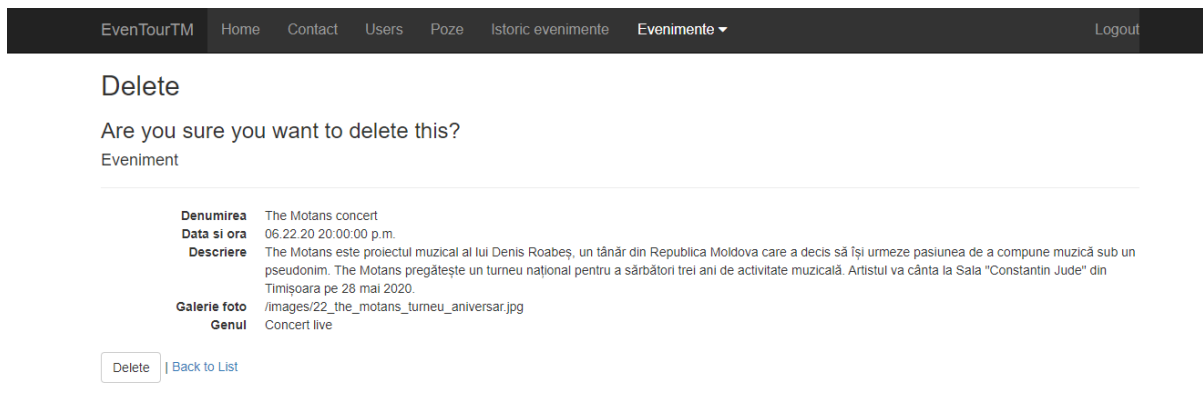 EvenTourTM Home Contact Users Poze Istoric evenimente Evenimente Logout
Delete
Are you sure you want to delete this?
Eveniment
Denumirea The Motans concert
Data si ora 06.22.20 20:00:00 p.m.
Descriere The Motans este proiectul muzical al lui Denis Roabeș, un tânăr din Republica Moldova care a decis să își urmeze pasiunea de a compune muzică sub un
pseudonim. The Motans pregătește un turneu național pentru a sărbători trei ani de activitate muzicală. Artistul va cânta la Sala "Constantin Jude" din
Timișoara pe 28 mai 2020.
Galerie foto /images/22_the_motans_turneu_aniversar.jpg
Genul Concert live
Delete | Back to List